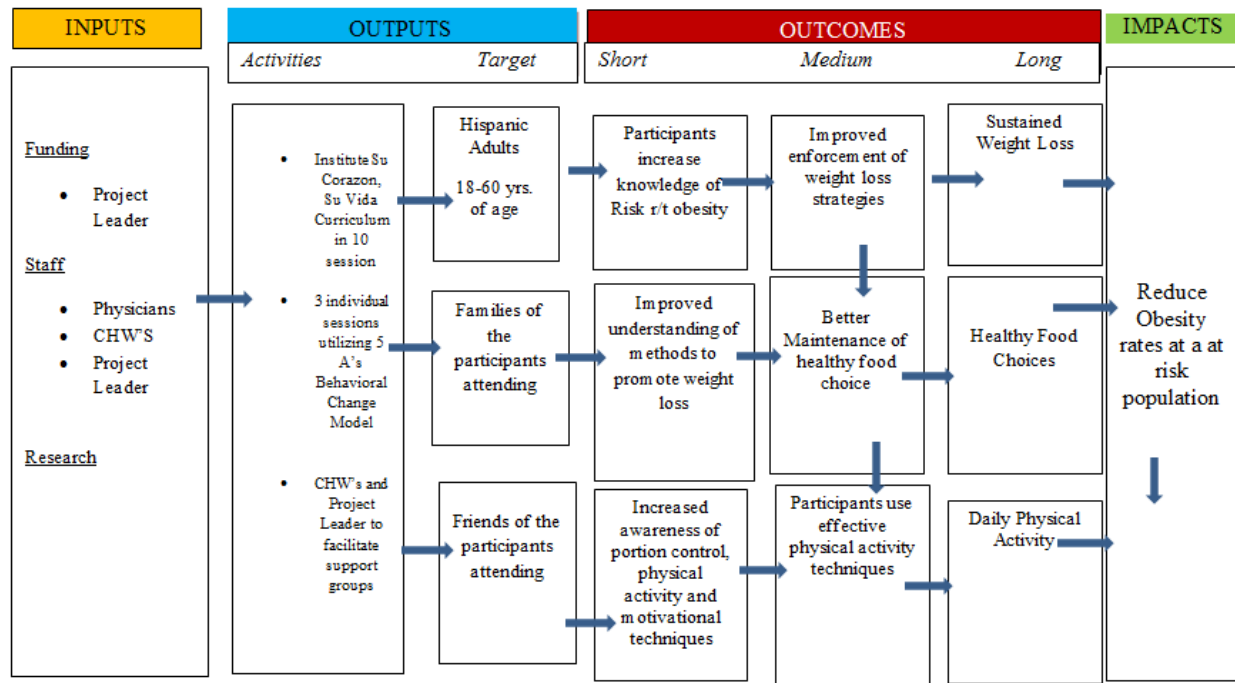 INPUTS
OUTPUTS
OUTCOMES
IMPACTS
Activities
Target
Short
Medium
Long
Funding
• Project
Leader
Staff
• Physicians
• CHW'S
• Project
Leader
Research
• Institute Su
Corazon,
Su Vida
Curriculum
in 10
session
• 3 individual
sessions
utilizing 5
A's
Behavioral
Change
Model
• CHW's and
Project
Leader to
facilitate
support
groups
Hispanic
Adults
18-60 yrs.
of age
Families of
the
participants
attending
Friends of the
participants
attending
Participants
increase
knowledge of
Risk r/t obesity
Improved
understanding of
methods to
promote weight
loss
Increased
awareness of
portion control,
physical
activity and
motivational
techniques
Improved
enforcement of
weight loss
strategies
Better
Maintenance of
healthy food
choice
Participants use
effective
physical activity
techniques
Sustained
Weight Loss
Healthy Food
Choices
Daily Physical
Activity
Reduce
Obesity
rates at a at
risk
population